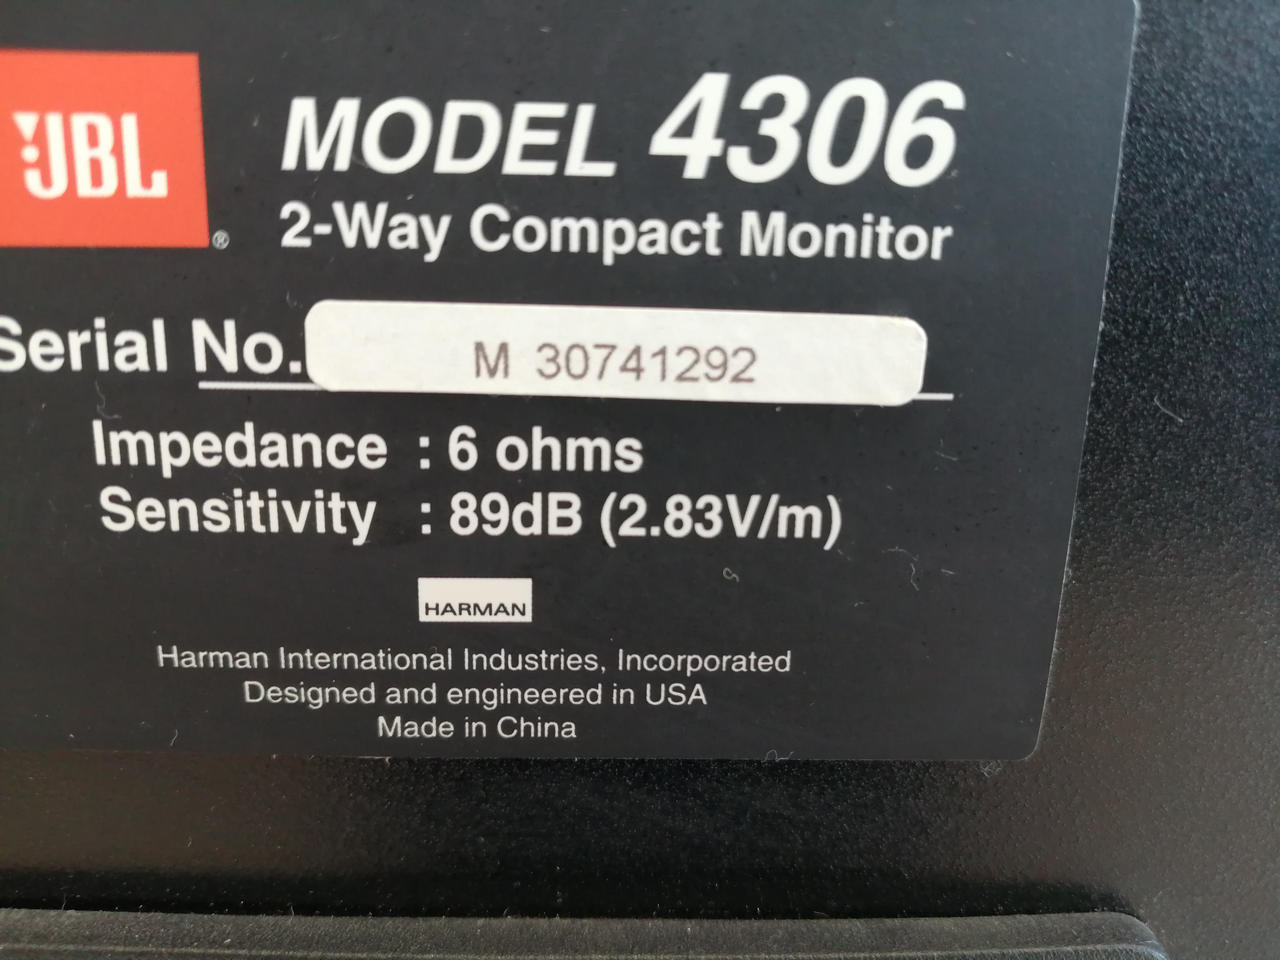 JBL ®
MODEL 4306
2-Way Compact Monitor
Serial No. M 30741292
Impedance : 6 ohms
Sensitivity : 89dB (2.83V/m)
HARMAN
Harman International Industries, Incorporated
Designed and engineered in USA
Made in China